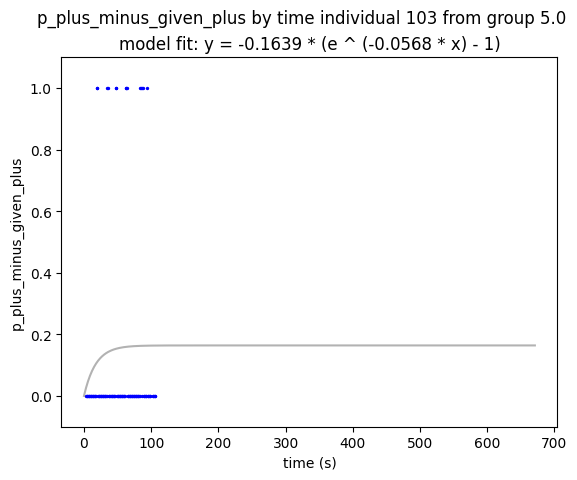 p_plus_minus_given_plus by time individual 103 from group 5.0
model fit: y = -0.1639 * (e ^ (-0.0568 * x) - 1)
1.0
0.8
0.6
0.4
0.2
0.0
p_plus_minus_given_plus
0 100 200 300 400 500 600 700
time (s)